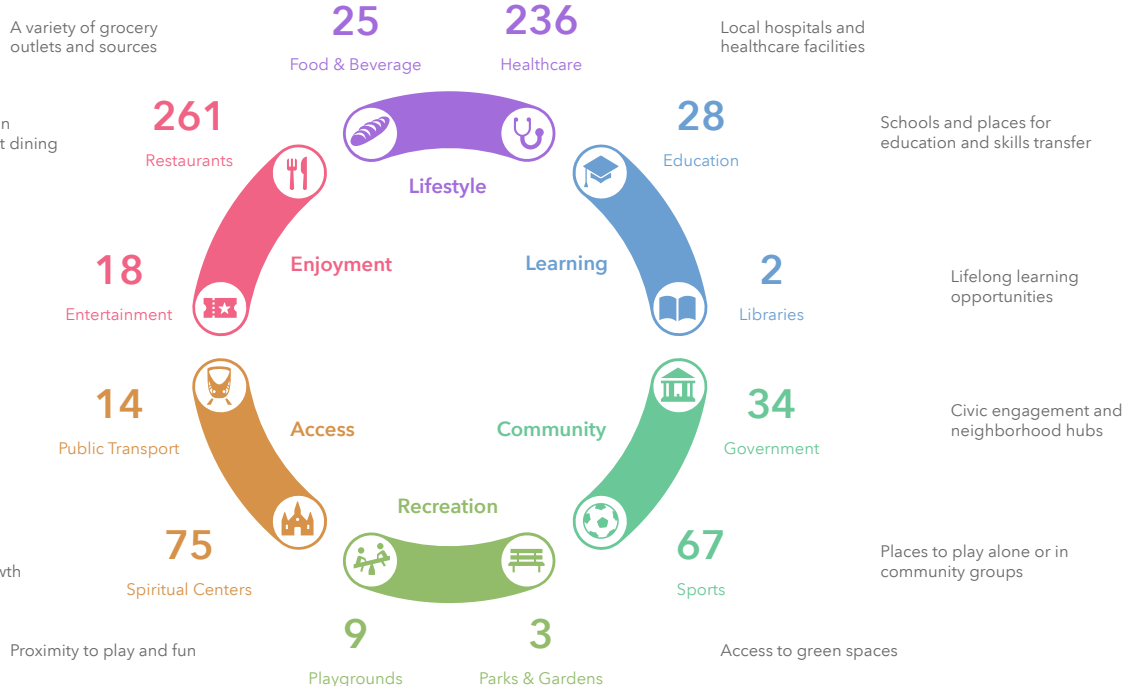 25
236
A variety of grocery
outlets and sources
Local hospitals and
healthcare facilities
Food & Beverage
Healthcare
261
28
n
t dining
Schools and places for
education and skills transfer
Restaurants
Education
Lifestyle
Enjoyment
Learning
18
2
Lifelong learning
opportunities
Entertainment
Libraries
14
34
Civic engagement and
neighborhood hubs
Access
Community
Public Transport
Government
Recreation
75
67
Places to play alone or in
community groups
wth
Spiritual Centers
Sports
9
3
Proximity to play and fun
Access to green spaces
Playgrounds
Parks & Gardens